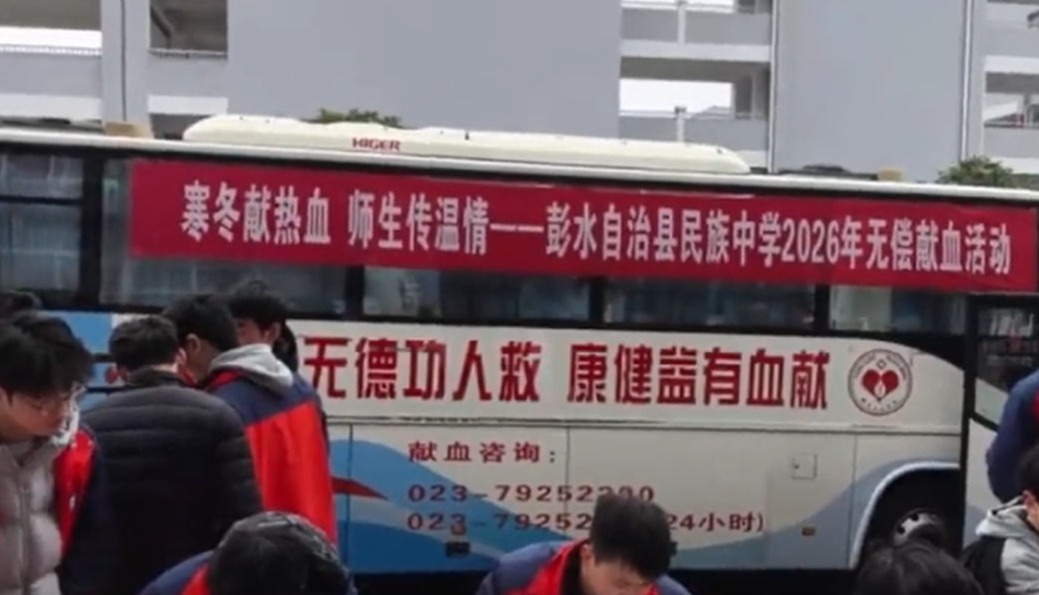 HIGER
寒冬献热血 师生传温情——彭水自治县民族中学2026年无偿献血活动
无德功人救 康健益有血献
献血咨询：
023-79252
023-79252 24小时)